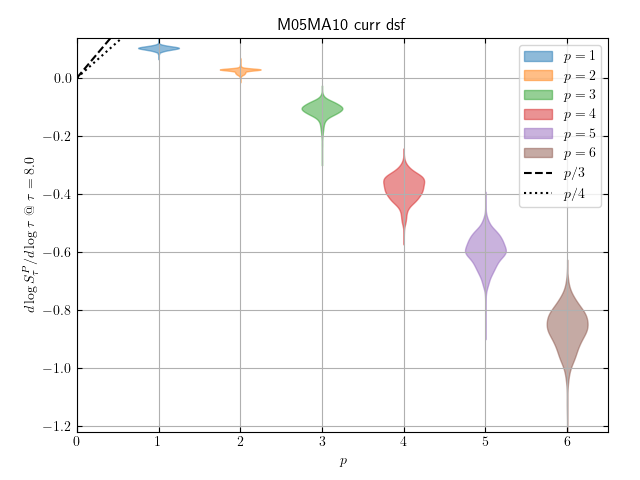 M05MA10 curr dsf
0.0
−0.2
−0.4
−0.6
−0.8
−1.0
−1.2
d log S_τ^P / d log τ @ τ = 8.0
0 1 2 3 4 5 6
p
p = 1
p = 2
p = 3
p = 4
p = 5
p = 6
p/3
p/4